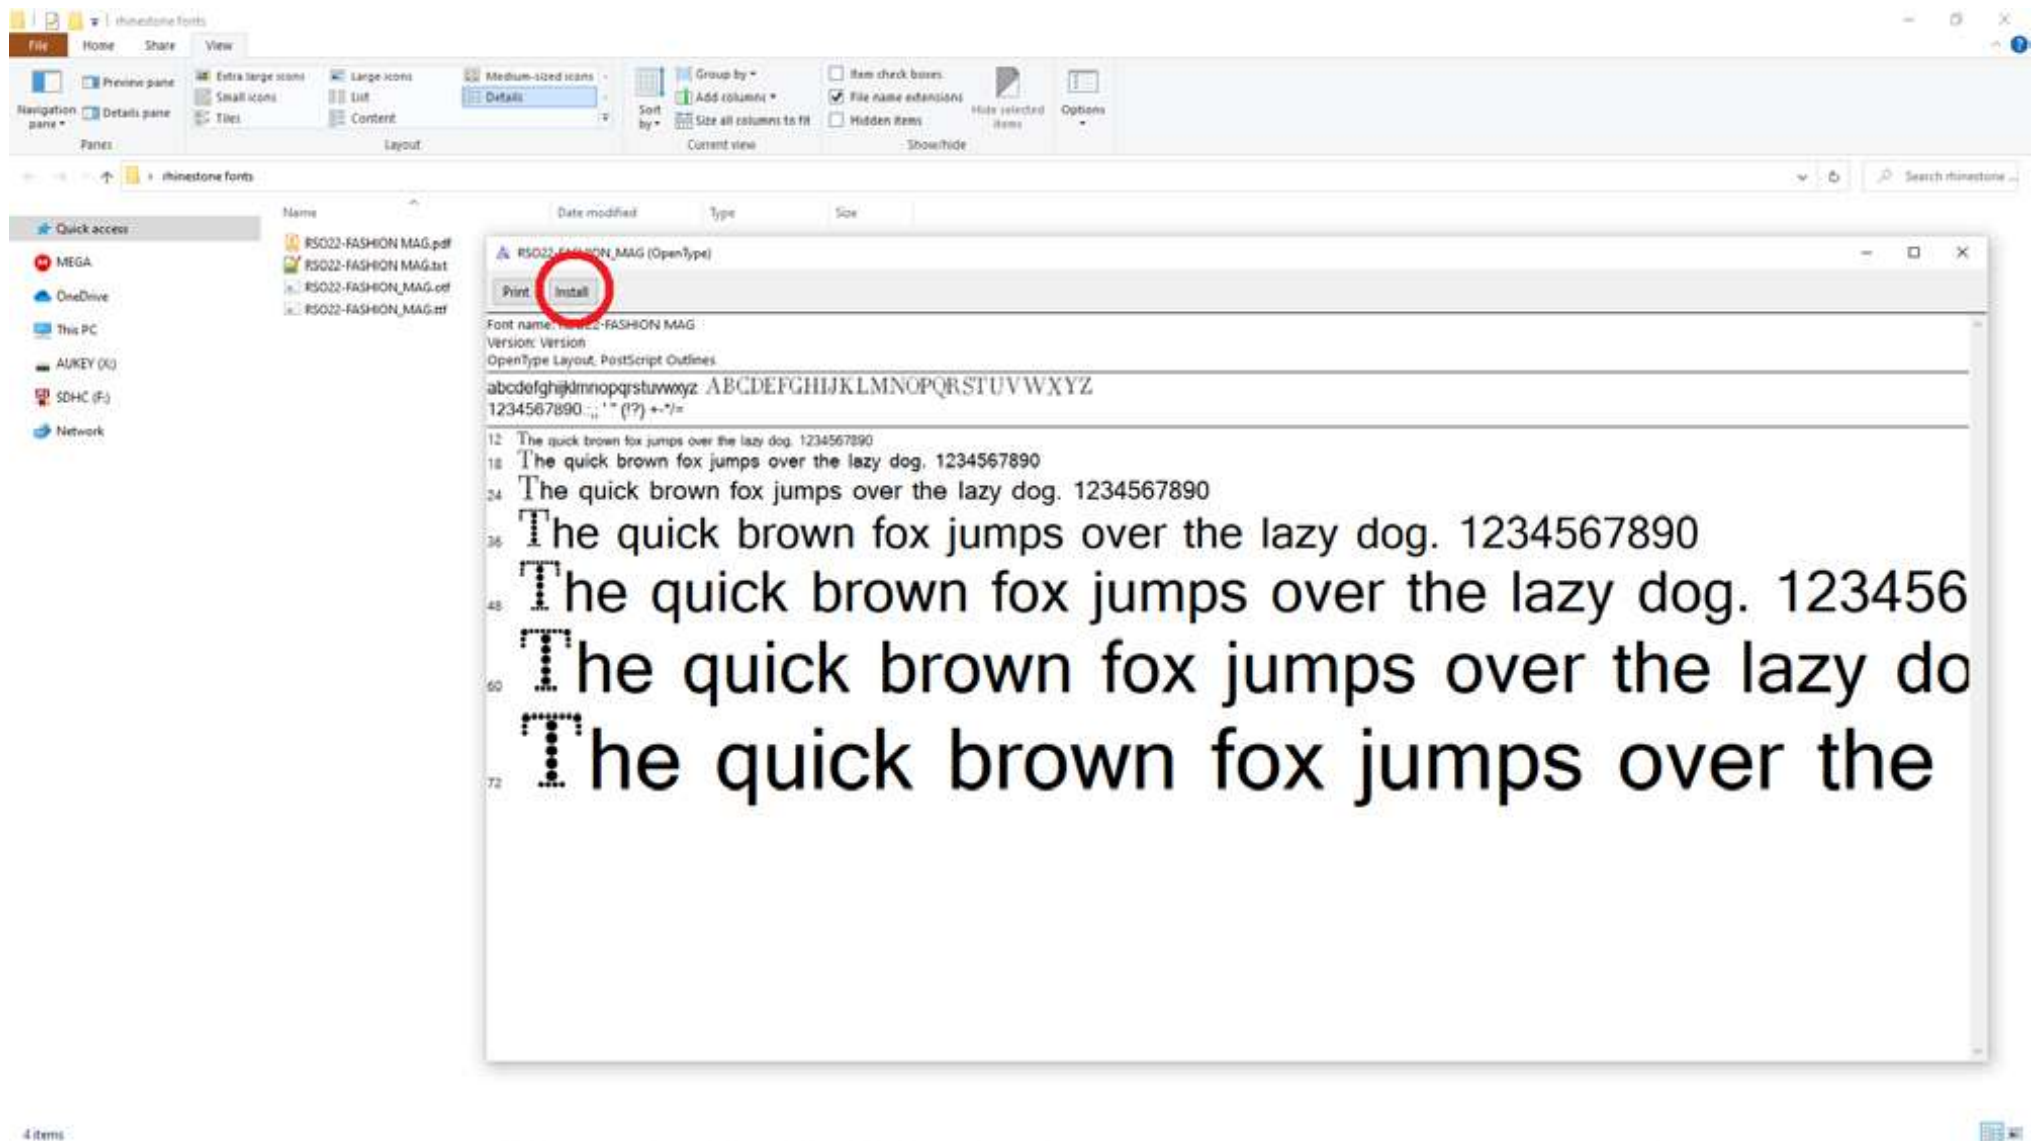 rhinestone fonts
File Home Share View
Navigation pane
Preview pane
Details pane
Panes
Extra large icons Large icons Medium-sized icons
Small icons List Details
Tiles Content
Layout
Sort by
Group by
Add columns
Size all columns to fit
Current view
Item check boxes
File name extensions
Hidden items
Hide selected items
Show/hide
Options
rhinestone fonts
Search rhinestone ...
Name Date modified Type Size
Quick access
MEGA
OneDrive
This PC
AUKEY (X:)
SDHC (F:)
Network
RSO22-FASHION MAG.pdf
RSO22-FASHION MAG.txt
RSO22-FASHION_MAG.otf
RSO22-FASHION_MAG.ttf
RSO22-FASHION_MAG (OpenType)
Print Install
Font name: RSO22-FASHION MAG
Version: Version
OpenType Layout, PostScript Outlines
abcdefghijklmnopqrstuvwxyz ABCDEFGHIJKLMNOPQRSTUVWXYZ
1234567890.:,; ' " (!?) +-*/=
12 The quick brown fox jumps over the lazy dog. 1234567890
18 The quick brown fox jumps over the lazy dog. 1234567890
24 The quick brown fox jumps over the lazy dog. 1234567890
36 The quick brown fox jumps over the lazy dog. 1234567890
48 The quick brown fox jumps over the lazy dog. 123456
60 The quick brown fox jumps over the lazy do
72 The quick brown fox jumps over the
4 items